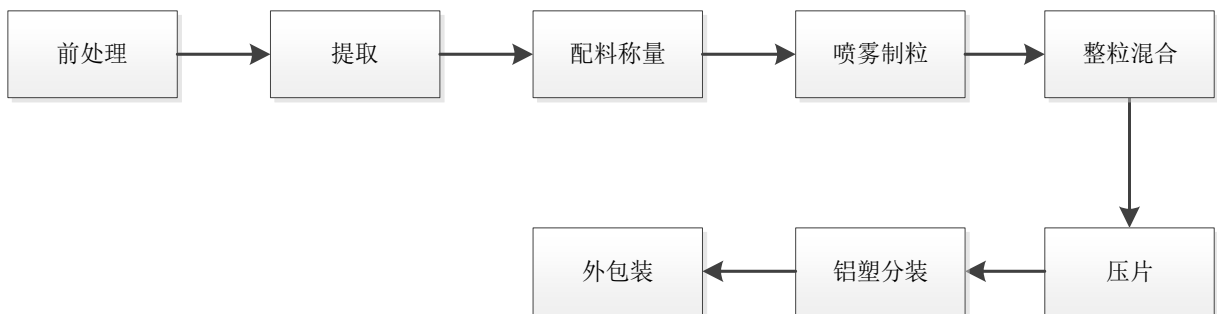 前处理
提取
配料称量
喷雾制粒
整粒混合
压片
铝塑分装
外包装